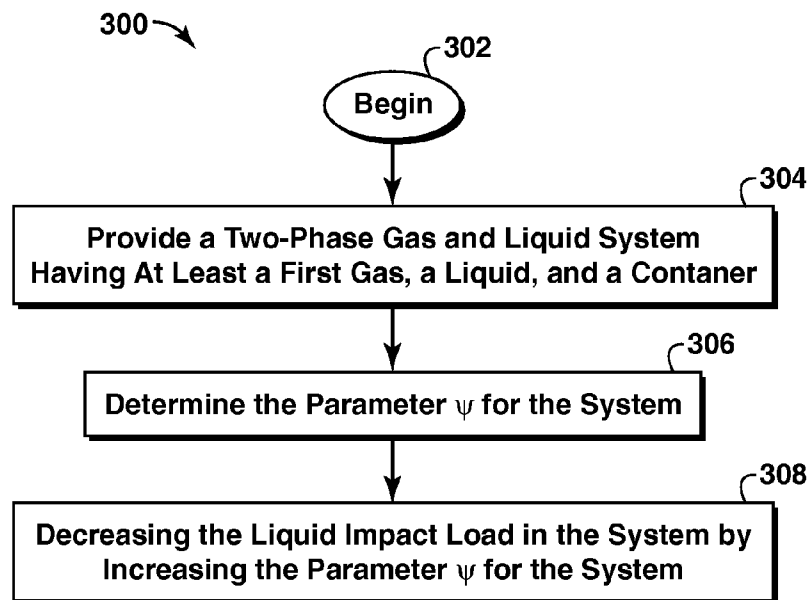 300
302
Begin
304
Provide a Two-Phase Gas and Liquid System
Having At Least a First Gas, a Liquid, and a Contaner
306
Determine the Parameter ψ for the System
308
Decreasing the Liquid Impact Load in the System by
Increasing the Parameter ψ for the System